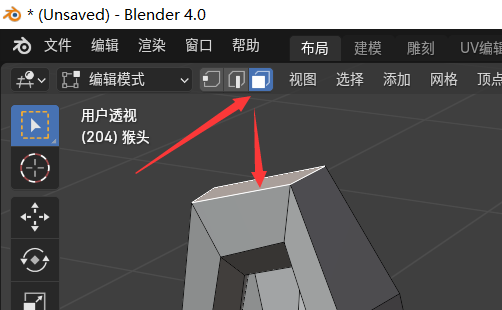 * (Unsaved) - Blender 4.0
文件 编辑 渲染 窗口 帮助 布局 建模 雕刻 UV编辑
编辑模式 视图 选择 添加 网格 顶点
用户透视
(204) 猴头